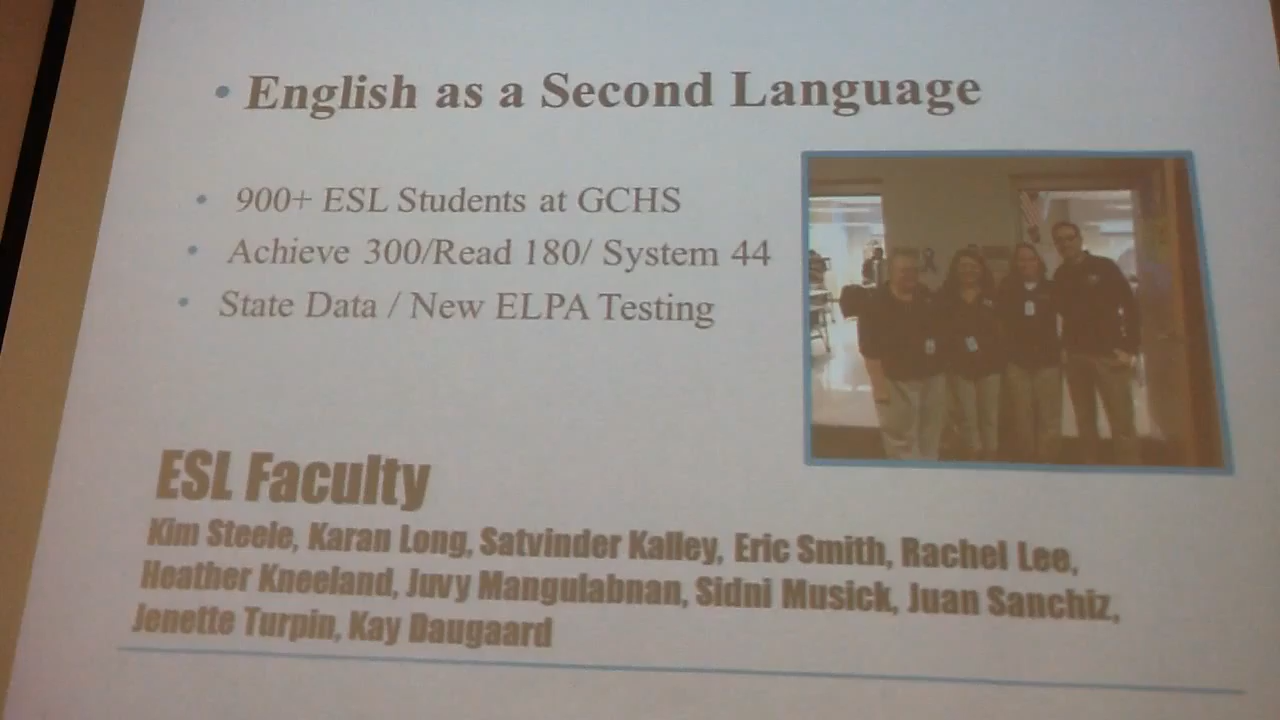 • English as a Second Language
• 900+ ESL Students at GCHS
• Achieve 300/Read 180/ System 44
• State Data / New ELPA Testing
ESL Faculty
Kim Steele, Karan Long, Satvinder Kalley, Eric Smith, Rachel Lee,
Heather Kneeland, Juvy Mangulabnan, Sidni Musick, Juan Sanchiz,
Jenette Turpin, Kay Daugaard